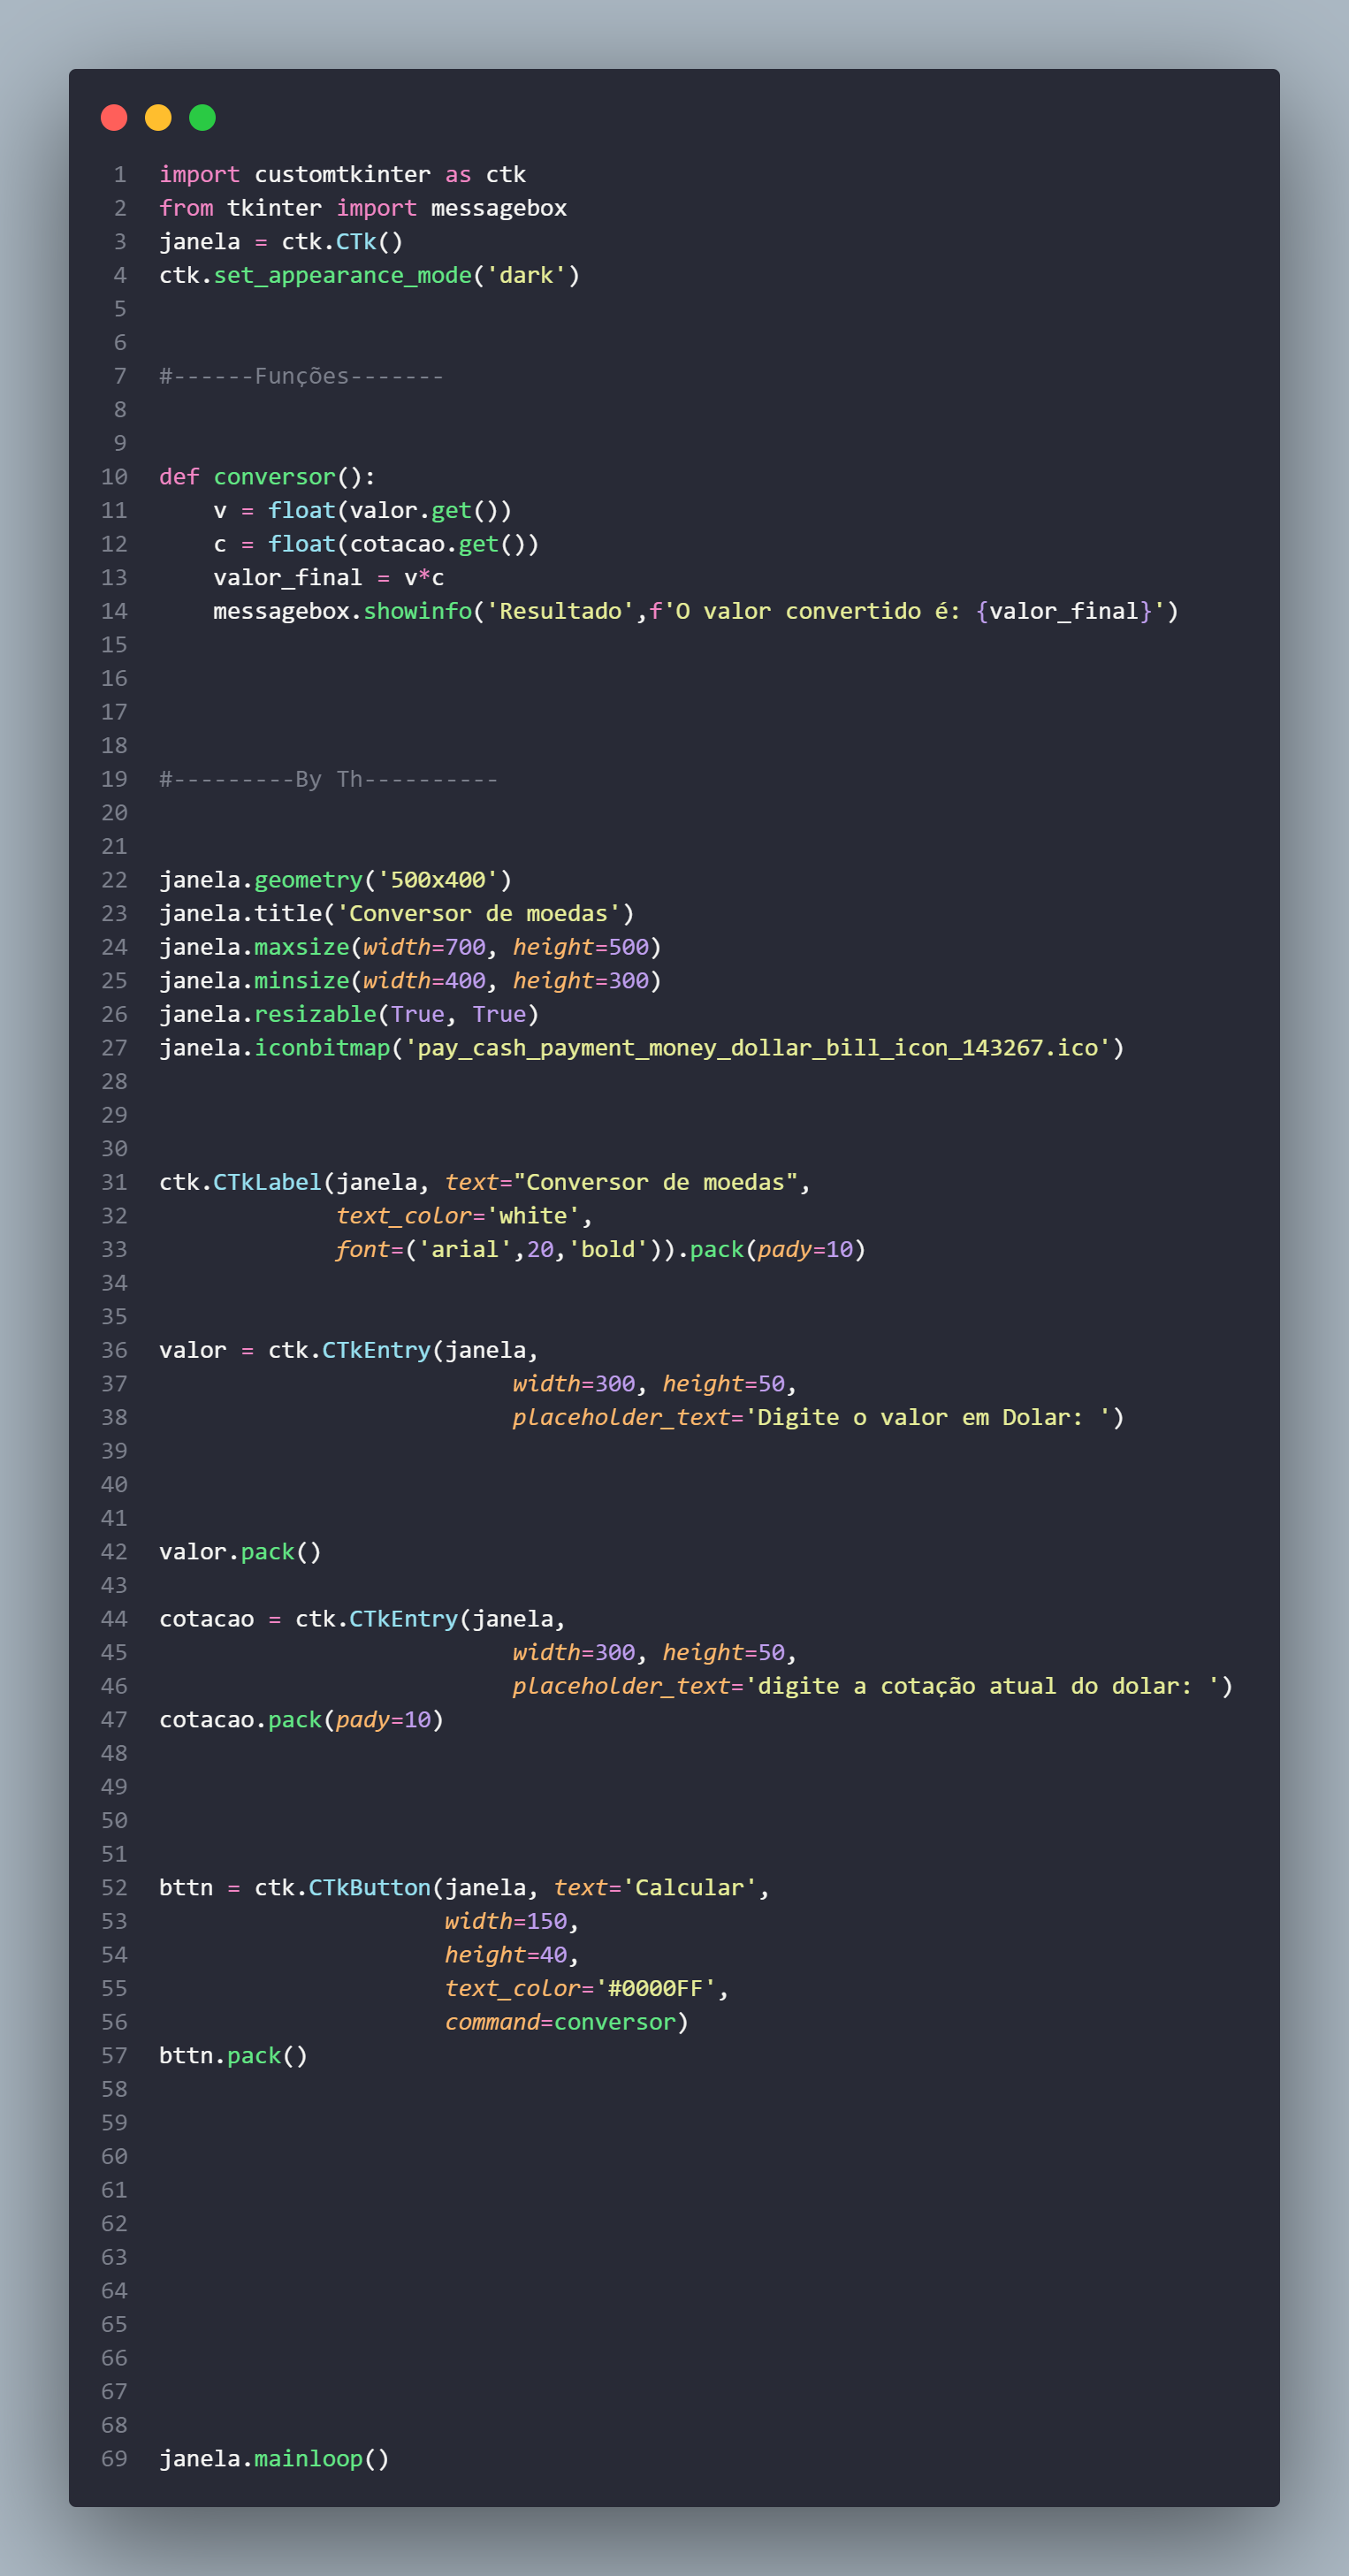 1 import customtkinter as ctk
2 from tkinter import messagebox
3 janela = ctk.CTk()
4 ctk.set_appearance_mode('dark')
5
6
7 #------Funções-------
8
9
10 def conversor():
11     v = float(valor.get())
12     c = float(cotacao.get())
13     valor_final = v*c
14     messagebox.showinfo('Resultado',f'O valor convertido é: {valor_final}')
15
16
17
18
19 #---------By Th----------
20
21
22 janela.geometry('500x400')
23 janela.title('Conversor de moedas')
24 janela.maxsize(width=700, height=500)
25 janela.minsize(width=400, height=300)
26 janela.resizable(True, True)
27 janela.iconbitmap('pay_cash_payment_money_dollar_bill_icon_143267.ico')
28
29
30
31 ctk.CTkLabel(janela, text="Conversor de moedas",
32              text_color='white',
33              font=('arial',20,'bold')).pack(pady=10)
34
35
36 valor = ctk.CTkEntry(janela,
37                           width=300, height=50,
38                           placeholder_text='Digite o valor em Dolar: ')
39
40
41
42 valor.pack()
43
44 cotacao = ctk.CTkEntry(janela,
45                           width=300, height=50,
46                           placeholder_text='digite a cotação atual do dolar: ')
47 cotacao.pack(pady=10)
48
49
50
51
52 bttn = ctk.CTkButton(janela, text='Calcular',
53                      width=150,
54                      height=40,
55                      text_color='#0000FF',
56                      command=conversor)
57 bttn.pack()
58
59
60
61
62
63
64
65
66
67
68
69 janela.mainloop()